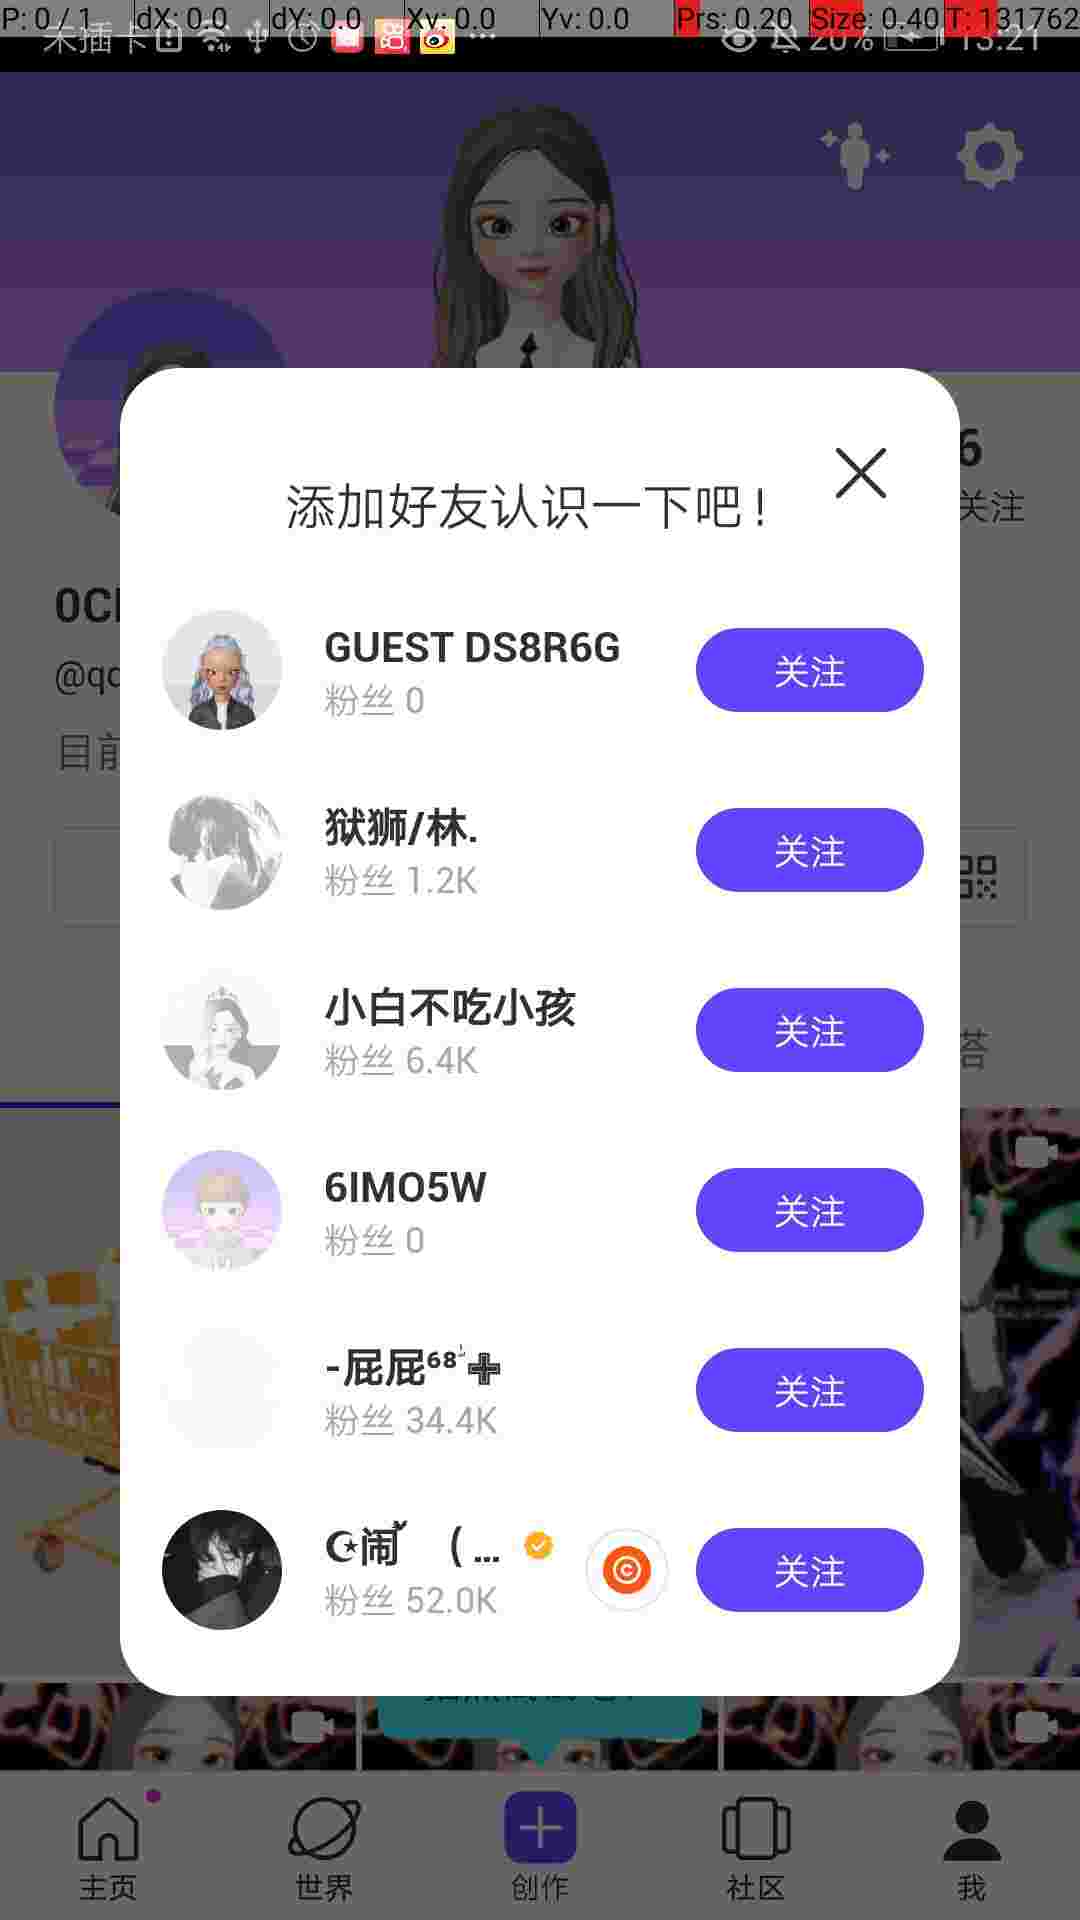 P: 0 / 1 dX: 0.0 dY: 0.0 Xv: 0.0 Yv: 0.0 Prs: 0.20 Size: 0.40 T: 131762
未插卡 20% 13:21
6
关注
添加好友认识一下吧！
0C
@qc
目前
GUEST DS8R6G
粉丝 0
关注
狱狮/林.
粉丝 1.2K
关注
小白不吃小孩
粉丝 6.4K
关注
答
6IMO5W
粉丝 0
关注
-屁屁⁶⁸
粉丝 34.4K
关注
☪闹 （ ...
粉丝 52.0K
关注
主页
世界
创作
社区
我